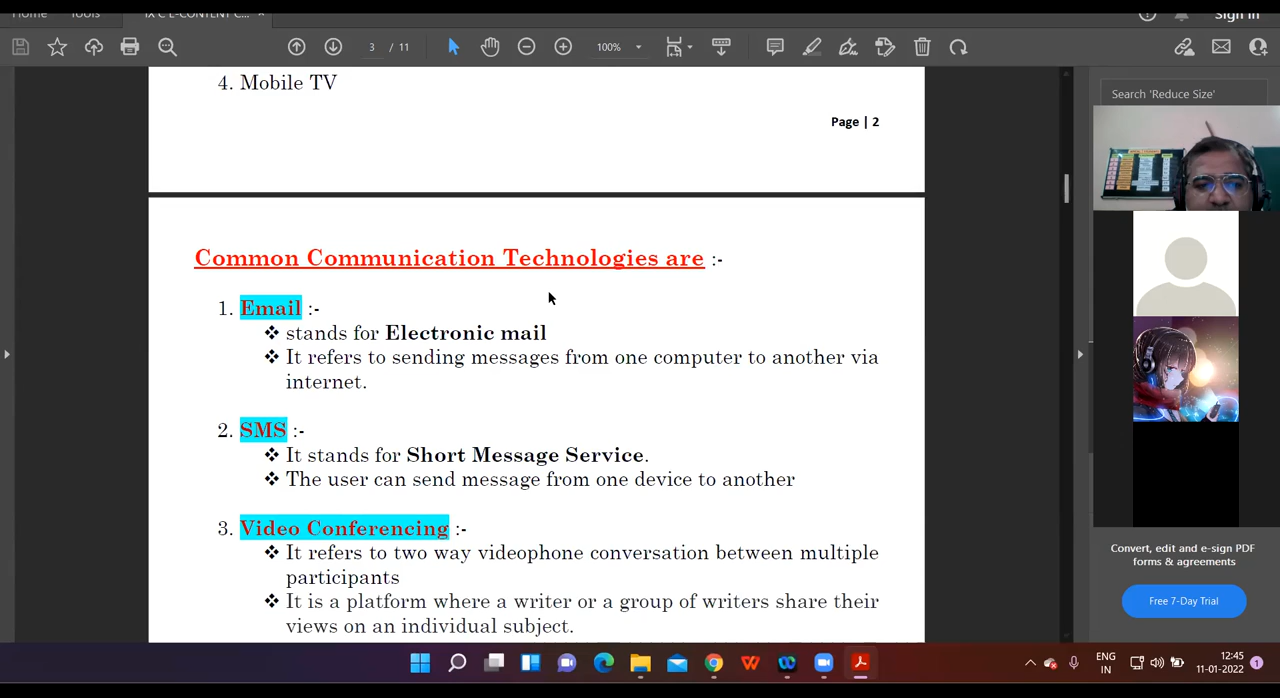 Home Tools IX C E-CONTENT C... × Sign In
3 / 11 100%
Search 'Reduce Size'
4. Mobile TV
Page | 2
Common Communication Technologies are :-
1. Email :-
❖ stands for Electronic mail
❖ It refers to sending messages from one computer to another via
internet.
2. SMS :-
❖ It stands for Short Message Service.
❖ The user can send message from one device to another
3. Video Conferencing :-
❖ It refers to two way videophone conversation between multiple
participants
❖ It is a platform where a writer or a group of writers share their
views on an individual subject.
Convert, edit and e-sign PDF
forms & agreements
Free 7-Day Trial
ENG
IN
12:45
11-01-2022
1